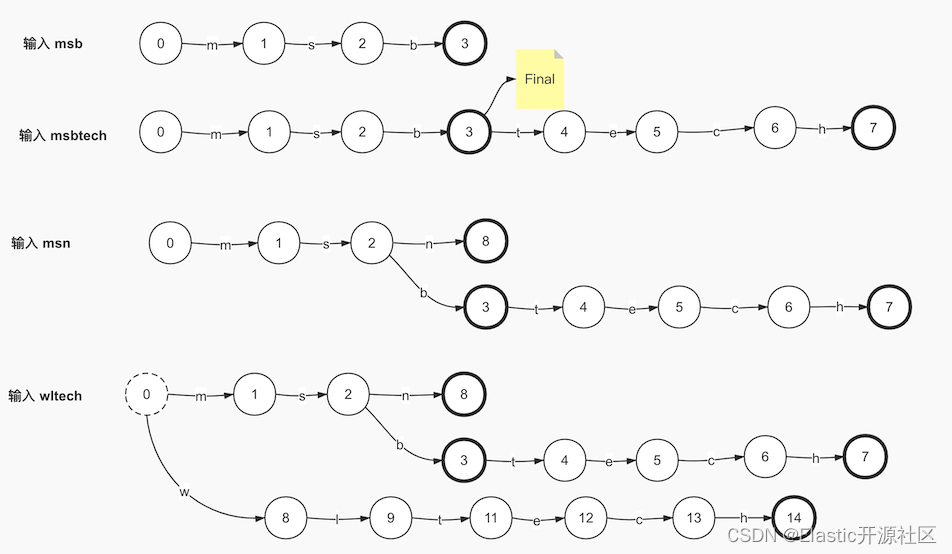 输入 msb 0 m 1 s 2 b 3
Final
输入 msbtech 0 m 1 s 2 b 3 t 4 e 5 c 6 h 7
输入 msn 0 m 1 s 2 n 8
b 3 t 4 e 5 c 6 h 7
输入 wltech 0 m 1 s 2 n 8
b 3 t 4 e 5 c 6 h 7
w 8 l 9 t 11 e 12 c 13 h 14
CSDN @Elastic开源社区